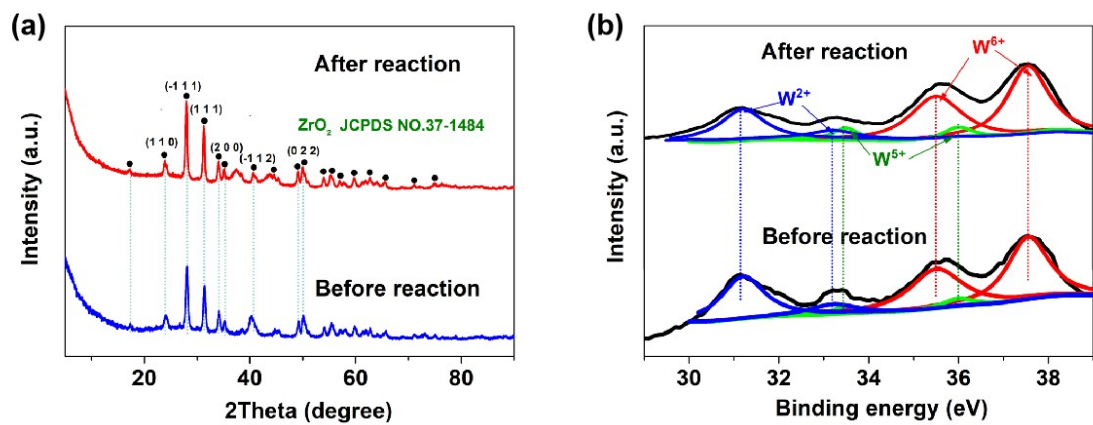 (a)
After reaction
(-1 1 1)
(1 1 1)
ZrO₂ JCPDS NO.37-1484
(1 1 0)
(2 0 0)
(-1 1 2)
(0 2 2)
Before reaction
Intensity (a.u.)
20 40 60 80
2Theta (degree)
(b)
After reaction
W⁶⁺
W²⁺
W⁵⁺
Before reaction
Intensity (a.u.)
30 32 34 36 38
Binding energy (eV)